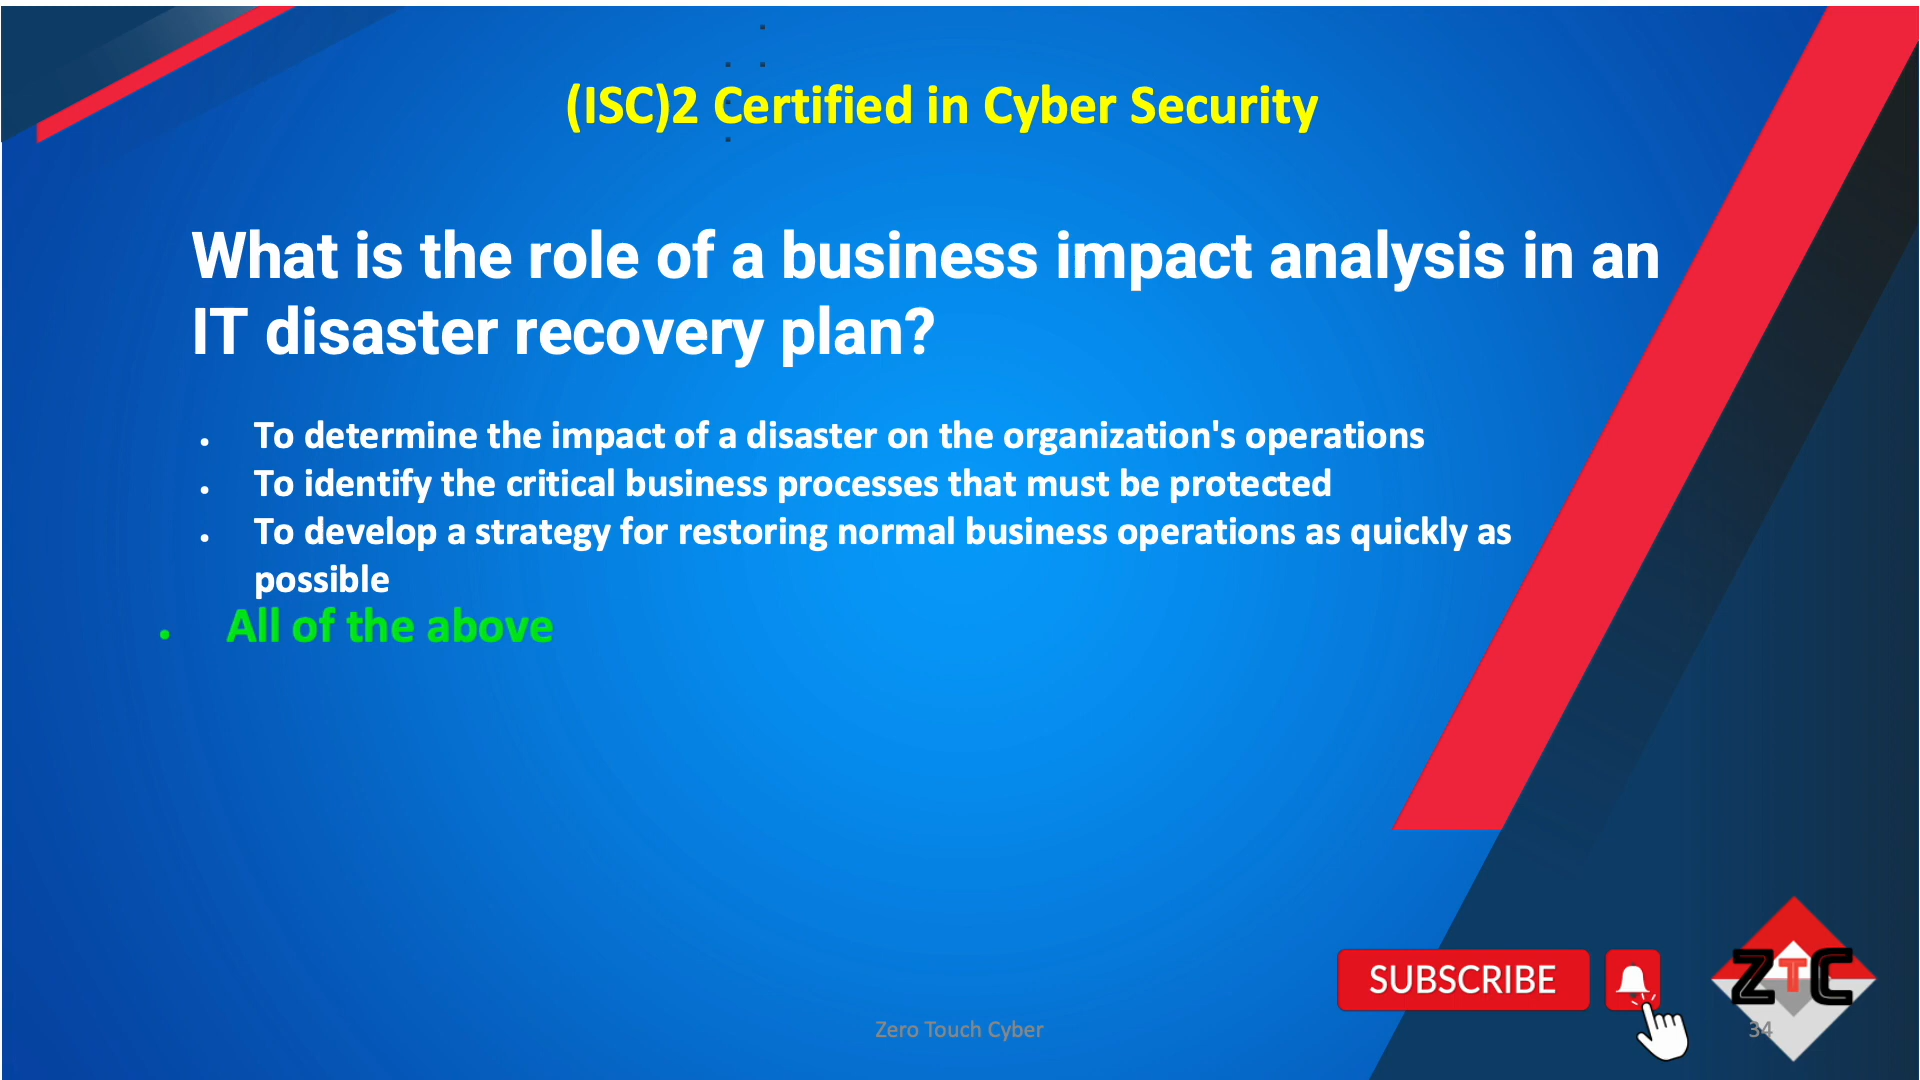 (ISC)2 Certified in Cyber Security
What is the role of a business impact analysis in an
IT disaster recovery plan?
• To determine the impact of a disaster on the organization's operations
• To identify the critical business processes that must be protected
• To develop a strategy for restoring normal business operations as quickly as
possible
• All of the above
SUBSCRIBE
ZTC
Zero Touch Cyber
34